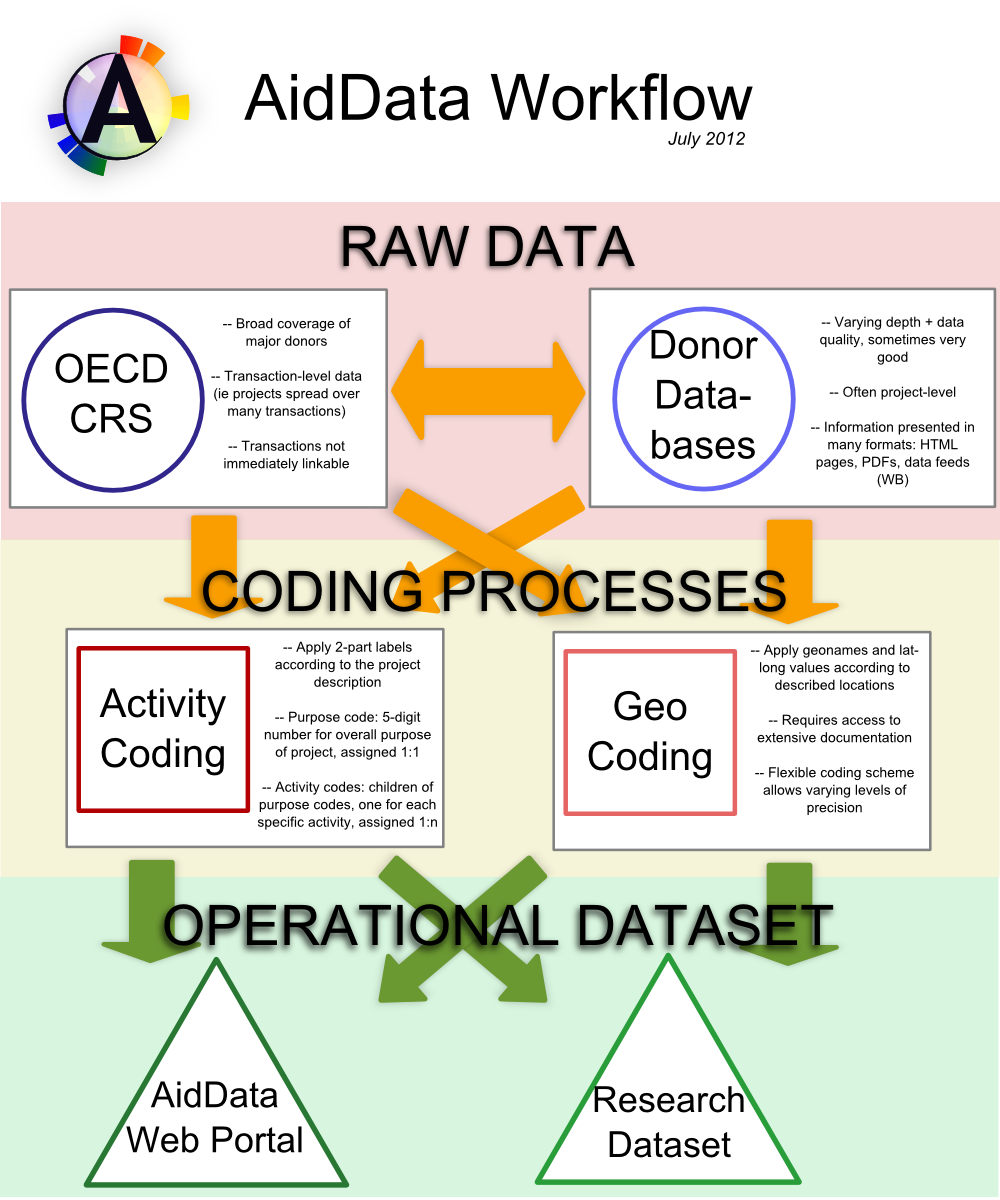 A
AidData Workflow
July 2012
RAW DATA
OECD
CRS
-- Broad coverage of
major donors
-- Transaction-level data
(ie projects spread over
many transactions)
-- Transactions not
immediately linkable
Donor
Data-
bases
-- Varying depth + data
quality, sometimes very
good
-- Often project-level
-- Information presented in
many formats: HTML
pages, PDFs, data feeds
(WB)
CODING PROCESSES
Activity
Coding
-- Apply 2-part labels
according to the project
description
-- Purpose code: 5-digit
number for overall purpose
of project, assigned 1:1
-- Activity codes: children of
purpose codes, one for each
specific activity, assigned 1:n
Geo
Coding
-- Apply geonames and lat-
long values according to
described locations
-- Requires access to
extensive documentation
-- Flexible coding scheme
allows varying levels of
precision
OPERATIONAL DATASET
AidData
Web Portal
Research
Dataset